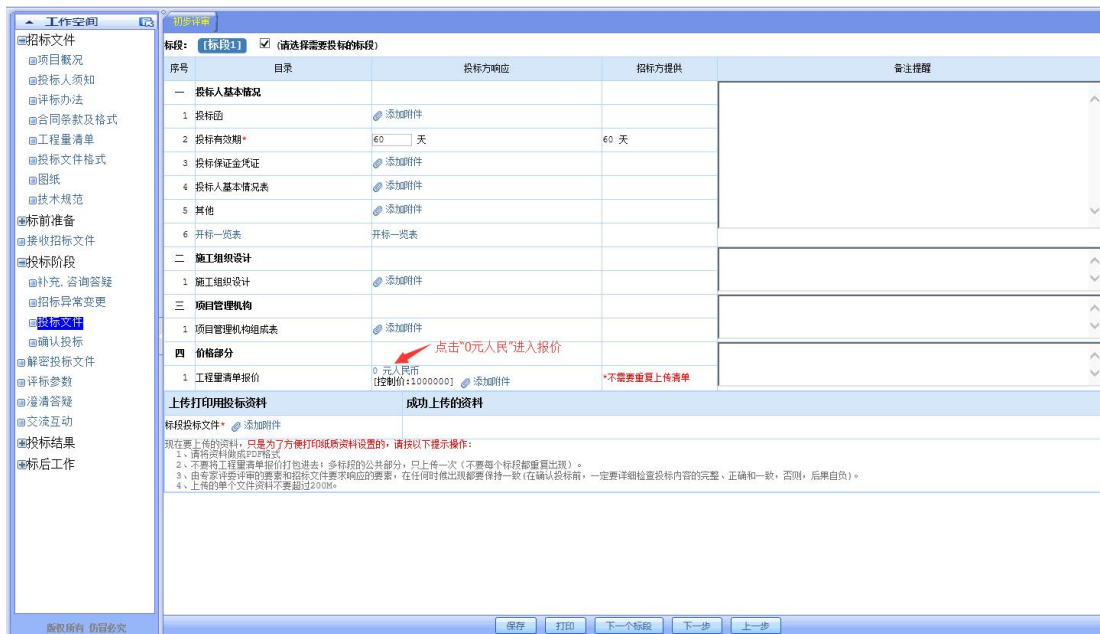 工作空间
招标文件
项目概况
投标人须知
评标办法
合同条款及格式
工程量清单
投标文件格式
图纸
技术规范
标前准备
接收招标文件
投标阶段
补充,咨询答疑
招标异常变更
投标文件
确认投标
解密投标文件
评标参数
澄清答疑
交流互动
投标结果
标后工作
版权所有 仿冒必究
初步评审
标段: [标段1] (请选择需要投标的标段)
序号 目录 投标方响应 招标方提供 备注提醒
一 投标人基本情况
1 投标函 添加附件
2 投标有效期* 60 天 60 天
3 投标保证金凭证 添加附件
4 投标人基本情况表 添加附件
5 其他 添加附件
6 开标一览表 开标一览表
二 施工组织设计
1 施工组织设计 添加附件
三 项目管理机构
1 项目管理机构组成表 添加附件
四 价格部分 点击“0元人民”进入报价
1 工程量清单报价 0 元人民币 *不需要重复上传清单
[控制价:1000000] 添加附件
上传打印用投标资料 成功上传的资料
标段投标文件* 添加附件
现在要上传的资料,只是为了方便打印纸质资料设置的,请按以下提示操作:
1、请将资料做成PDF格式
2、不要将工程量清单报价打包进去;多标段的公共部分,只上传一次(不要每个标段都重复出现)。
3、由专家评委评审的要素和招标文件要求响应的要素,在任何时候出现都要保持一致(在确认投标前,一定要详细检查投标内容的完整、正确和一致,否则,后果自负)。
4、上传的单个文件资料不要超过200M。
保存 打印 下一个标段 下一步 上一步